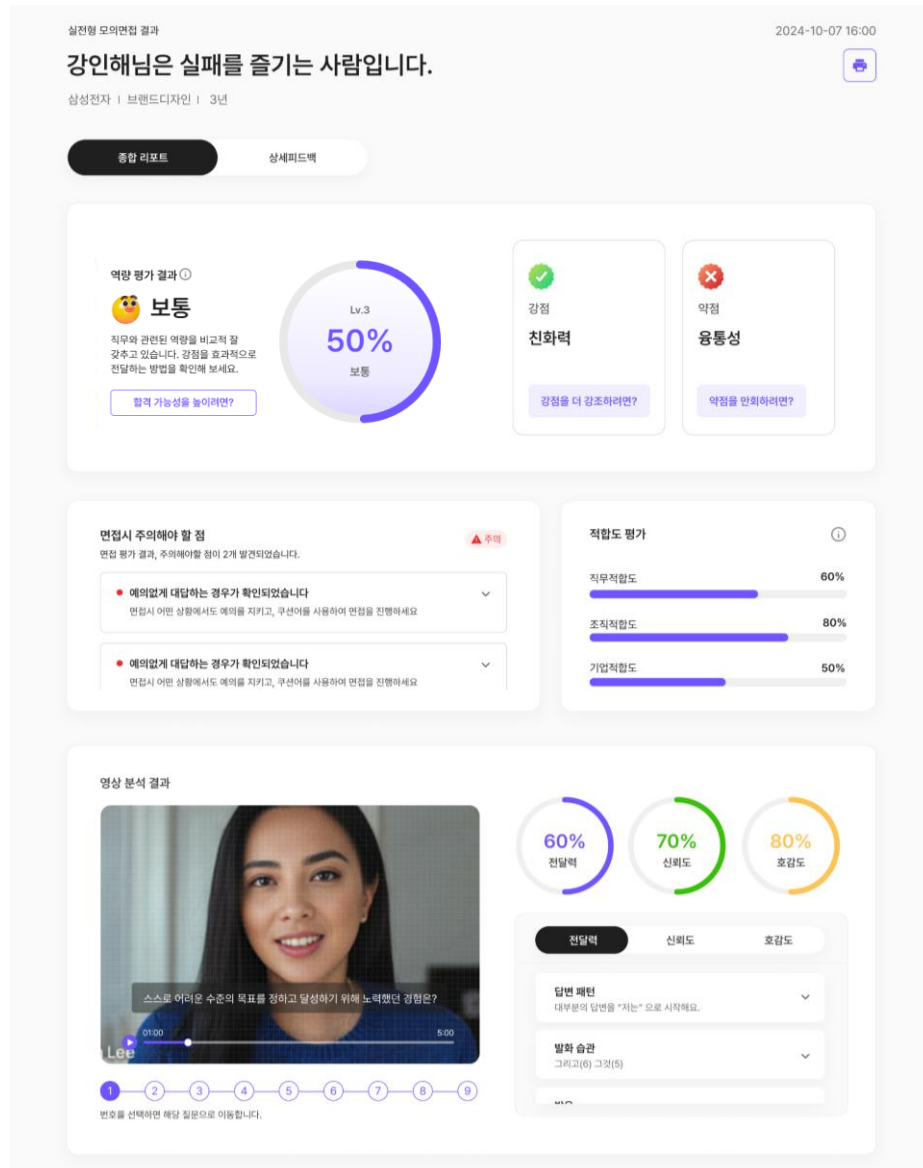 실전형 모의면접 결과
2024-10-07 16:00
강인해님은 실패를 즐기는 사람입니다.
삼성전자 | 브랜드디자인 | 3년
종합 리포트
상세피드백
역량 평가 결과
보통
직무와 관련된 역량을 비교적 잘
갖추고 있습니다. 강점을 효과적으로
전달하는 방법을 확인해 보세요.
합격 가능성을 높이려면?
Lv.3
50%
보통
강점
친화력
강점을 더 강조하려면?
약점
융통성
약점을 만회하려면?
면접시 주의해야 할 점
주의
면접 평가 결과, 주의해야할 점이 2개 발견되었습니다.
예의없게 대답하는 경우가 확인되었습니다
면접시 어떤 상황에서도 예의를 지키고, 쿠션어를 사용하여 면접을 진행하세요
예의없게 대답하는 경우가 확인되었습니다
면접시 어떤 상황에서도 예의를 지키고, 쿠션어를 사용하여 면접을 진행하세요
적합도 평가
직무적합도 60%
조직적합도 80%
기업적합도 50%
영상 분석 결과
스스로 어려운 수준의 목표를 정하고 달성하기 위해 노력했던 경험은?
01:00
5:00
Lee
1 2 3 4 5 6 7 8 9
번호를 선택하면 해당 질문으로 이동합니다.
60%
전달력
70%
신뢰도
80%
호감도
전달력
신뢰도
호감도
답변 패턴
대부분의 답변을 "저는" 으로 시작해요.
발화 습관
그리고(6) 그것(5)